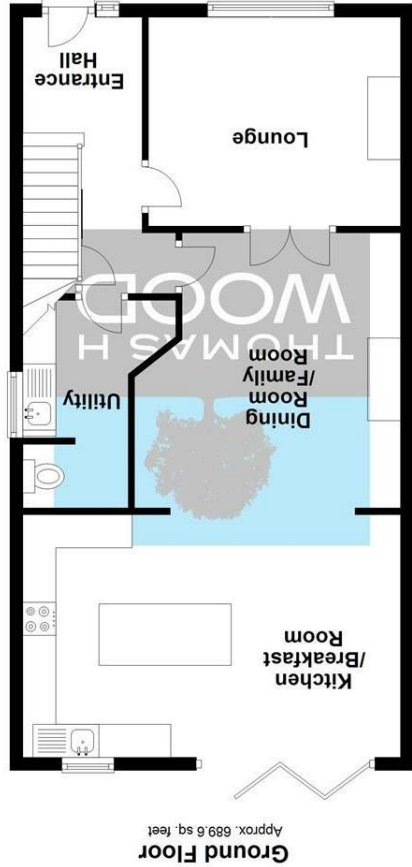 Ground Floor
Approx. 689.6 sq. feet
Kitchen
/Breakfast
Room
Dining
Room
/Family
Room
Utility
THOMAS H
WOOD
Lounge
Entrance
Hall